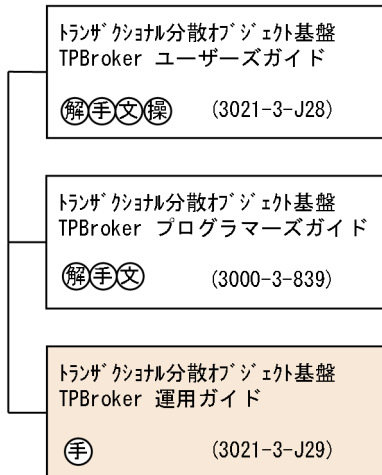 ﾄﾗﾝｻﾞｸｼｮﾅﾙ分散ｵﾌﾞｼﾞｪｸﾄ基盤
TPBroker ユーザーズガイド
解手文操 (3021-3-J28)
ﾄﾗﾝｻﾞｸｼｮﾅﾙ分散ｵﾌﾞｼﾞｪｸﾄ基盤
TPBroker プログラマーズガイド
解手文 (3000-3-839)
ﾄﾗﾝｻﾞｸｼｮﾅﾙ分散ｵﾌﾞｼﾞｪｸﾄ基盤
TPBroker 運用ガイド
手 (3021-3-J29)